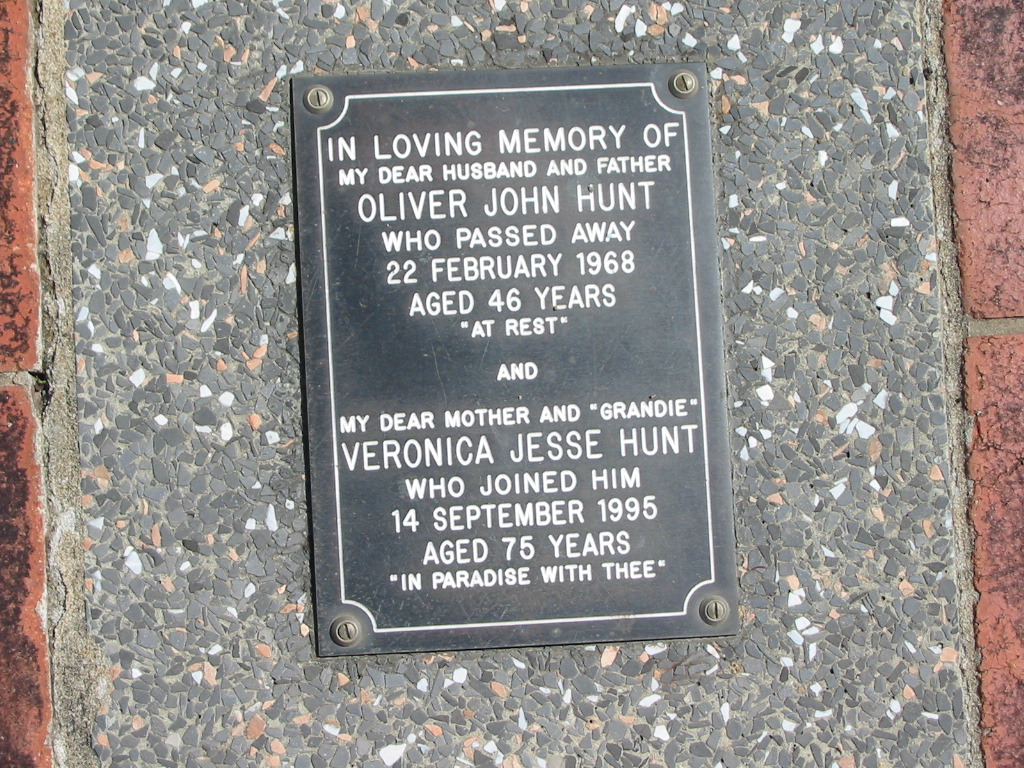 IN LOVING MEMORY OF
MY DEAR HUSBAND AND FATHER
OLIVER JOHN HUNT
WHO PASSED AWAY
22 FEBRUARY 1968
AGED 46 YEARS
"AT REST"
AND
MY DEAR MOTHER AND "GRANDIE"
VERONICA JESSE HUNT
WHO JOINED HIM
14 SEPTEMBER 1995
AGED 75 YEARS
"IN PARADISE WITH THEE"